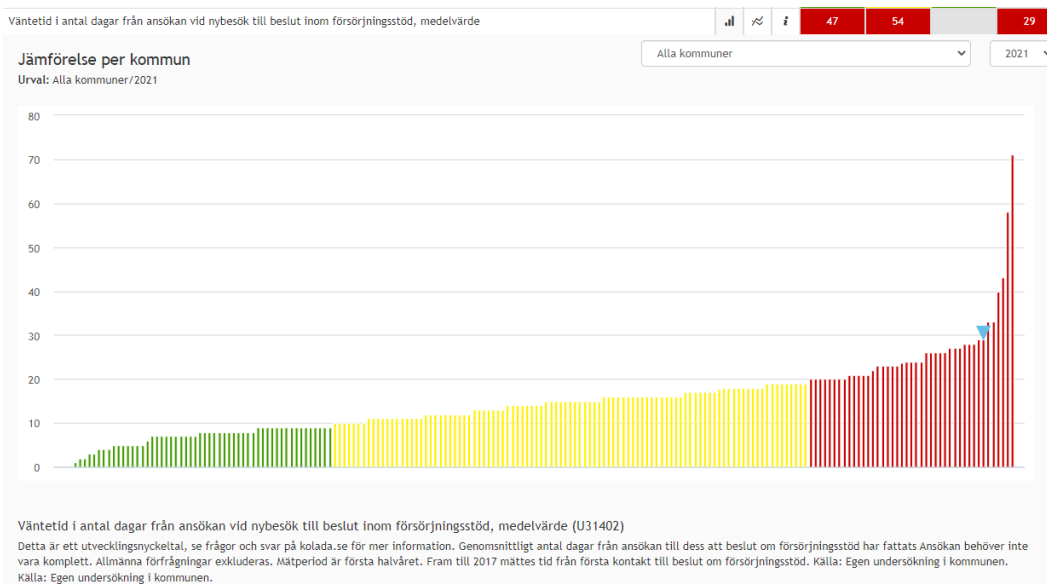 Väntetid i antal dagar från ansökan vid nybesök till beslut inom försörjningsstöd, medelvärde i 47 54 29
Jämförelse per kommun Alla kommuner 2021
Urval: Alla kommuner/2021
80
70
60
50
40
30
20
10
0
Väntetid i antal dagar från ansökan vid nybesök till beslut inom försörjningsstöd, medelvärde (U31402)
Detta är ett utvecklingsnyckeltal, se frågor och svar på kolada.se för mer information. Genomsnittligt antal dagar från ansökan till dess att beslut om försörjningsstöd har fattats Ansökan behöver inte
vara komplett. Allmänna förfrågningar exkluderas. Mätperiod är första halvåret. Fram till 2017 mättes tid från första kontakt till beslut om försörjningsstöd. Källa: Egen undersökning i kommunen.
Källa: Egen undersökning i kommunen.